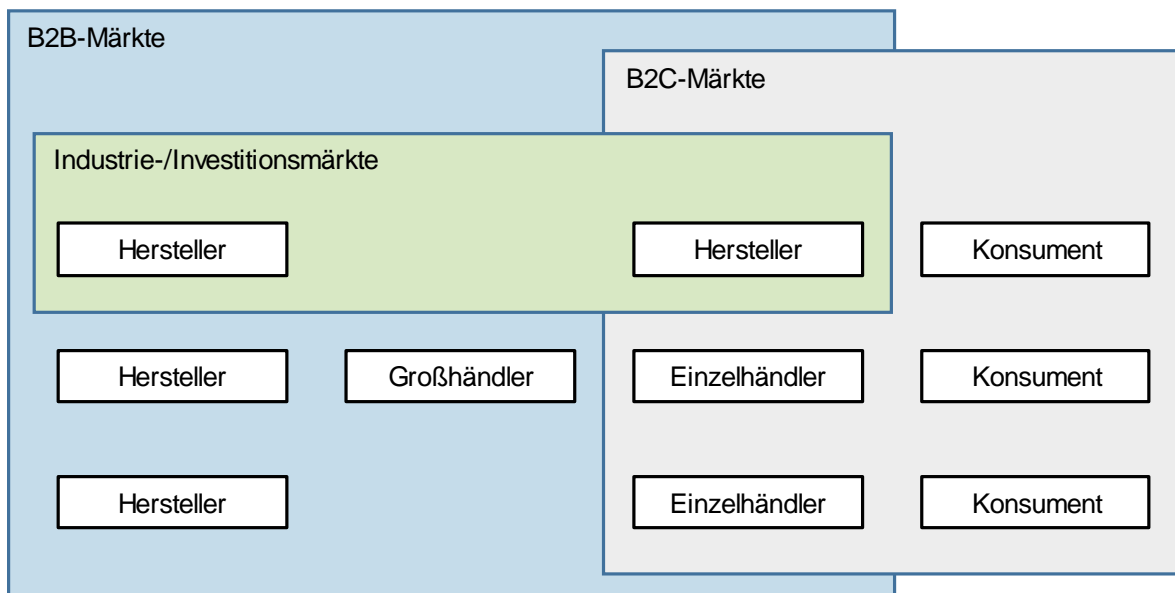 B2B-Märkte
B2C-Märkte
Industrie-/Investitionsmärkte
Hersteller
Hersteller
Konsument
Hersteller
Großhändler
Einzelhändler
Konsument
Hersteller
Einzelhändler
Konsument